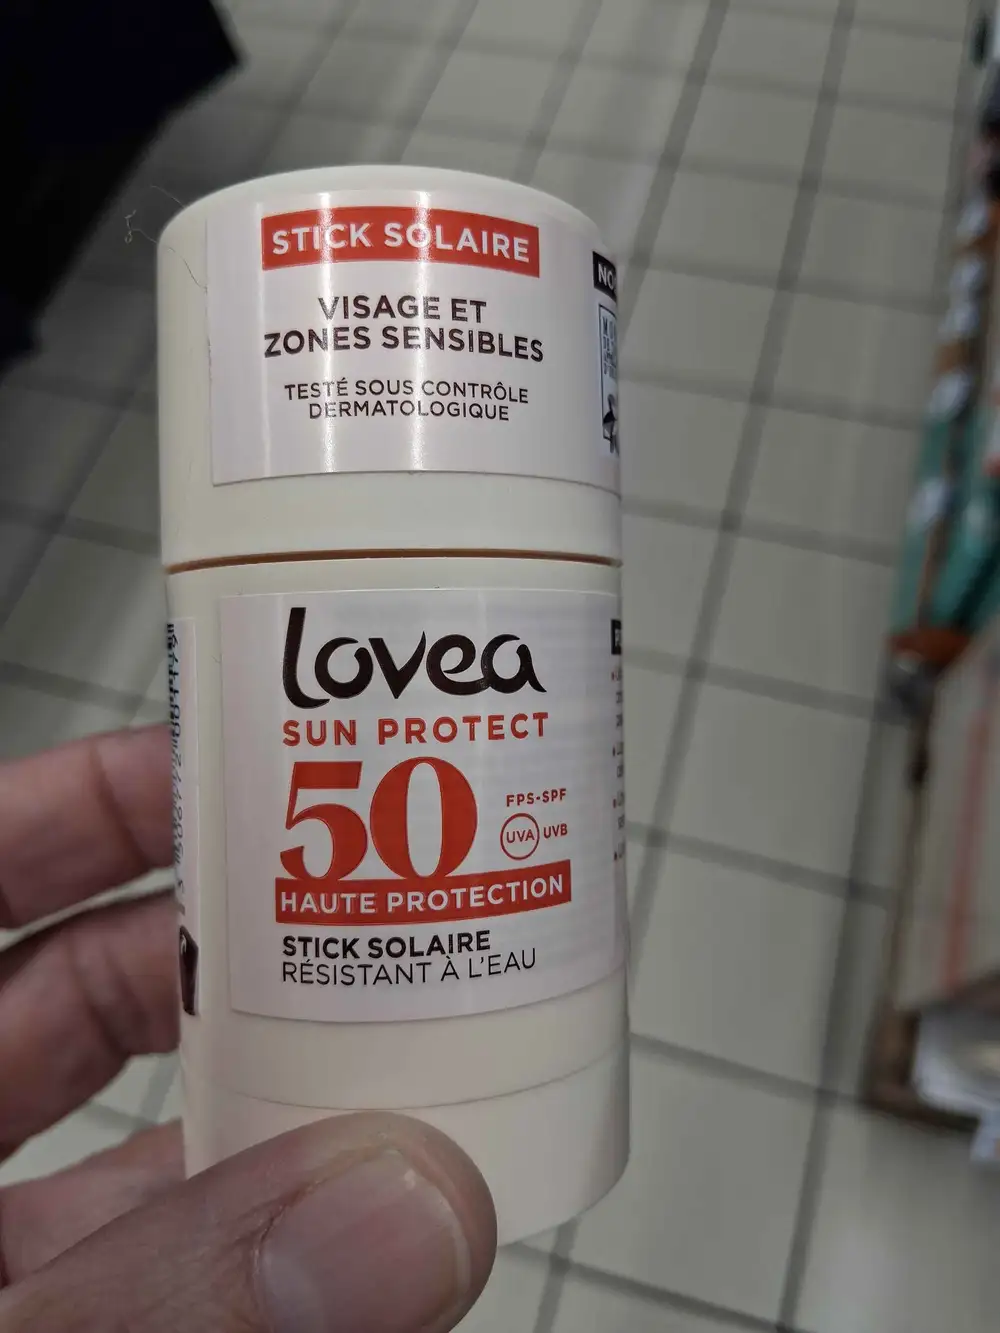 STICK SOLAIRE
VISAGE ET
ZONES SENSIBLES
TESTÉ SOUS CONTRÔLE
DERMATOLOGIQUE
lovea
SUN PROTECT
50
FPS-SPF
UVA UVB
HAUTE PROTECTION
STICK SOLAIRE
RÉSISTANT À L'EAU